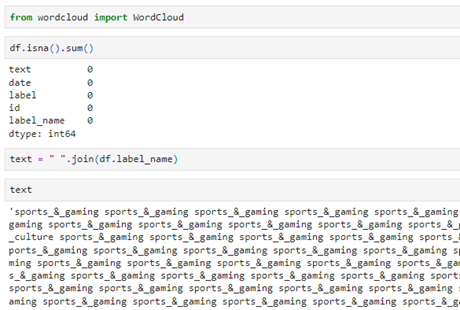 from wordcloud import WordCloud
df.isna().sum()
text 0
date 0
label 0
id 0
label_name 0
dtype: int64
text = " ".join(df.label_name)
text
'sports_&_gaming sports_&_gaming sports_&_gaming sports_&_gaming sports_&_gaming
gaming sports_&_gaming sports_&_gaming sports_&_gaming sports_&_gaming sports_&_g
_culture sports_&_gaming sports_&_gaming sports_&_gaming sports_&_gaming sports_&
ports_&_gaming sports_&_gaming sports_&_gaming sports_&_gaming sports_&_gaming sp
ming sports_&_gaming sports_&_gaming sports_&_gaming sports_&_gaming sports_&_gam
s_&_gaming sports_&_gaming sports_&_gaming sports_&_gaming sports_&_gaming sport
sports_&_gaming sports_&_gaming sports_&_gaming sports_&_gaming sports_&_gaming s
aming sports_&_gaming sports_&_gaming sports_&_gaming sports_&_gaming sports_&_ga